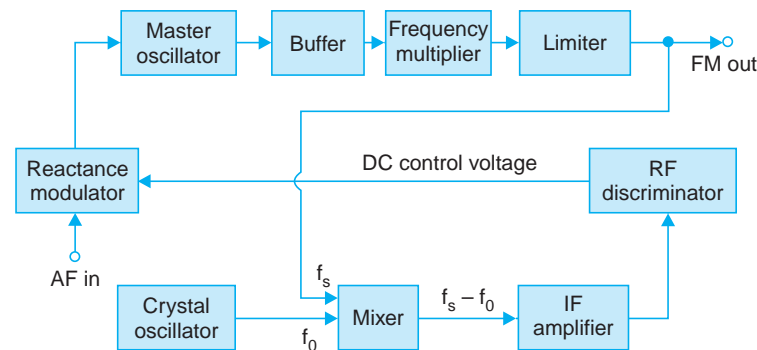 Master
oscillator
Buffer
Frequency
multiplier
Limiter
FM out
Reactance
modulator
DC control voltage
RF
discriminator
AF in
Crystal
oscillator
f₀
fₛ
Mixer
fₛ – f₀
IF
amplifier